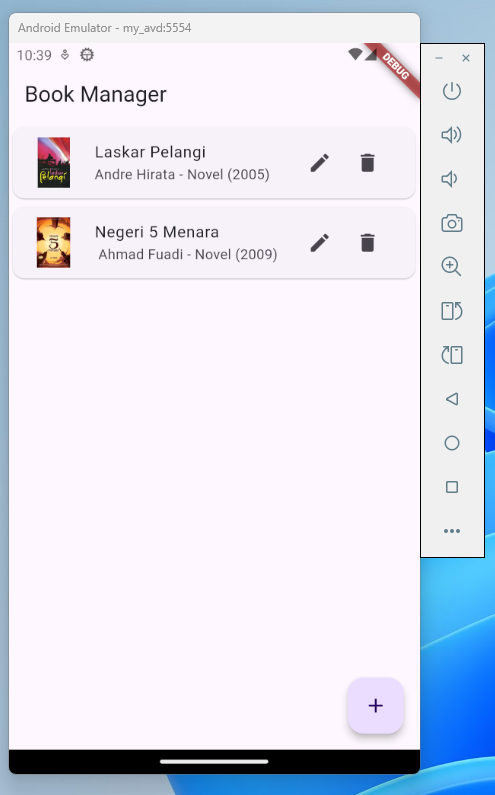 Android Emulator - my_avd:5554
10:39
DEBUG
Book Manager
Laskar Pelangi
Andre Hirata - Novel (2005)
Negeri 5 Menara
Ahmad Fuadi - Novel (2009)